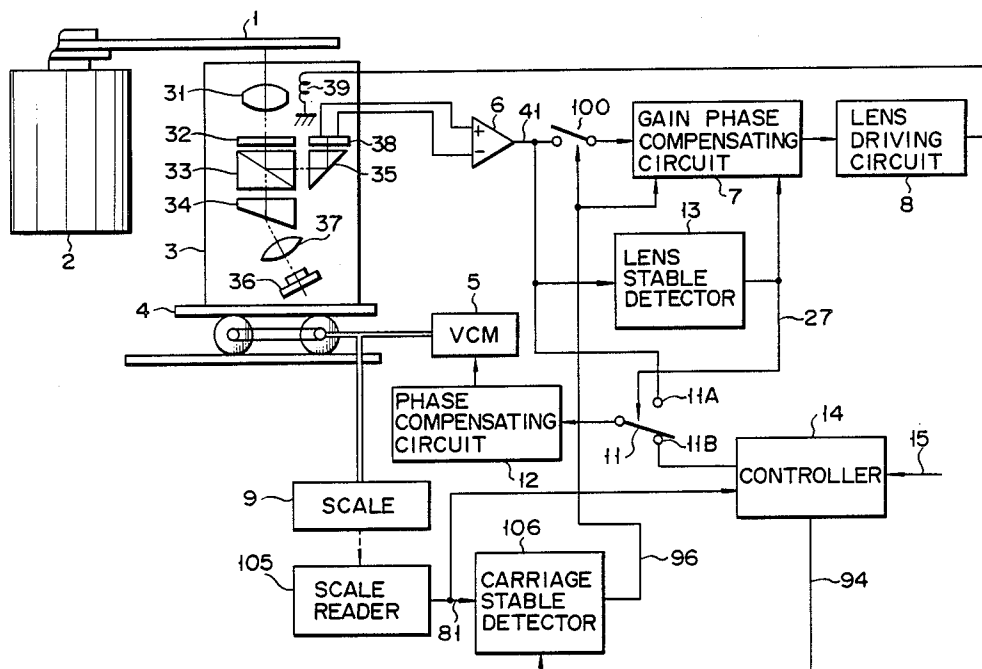 1
2
3
31
32
33
34
35
36
37
38
39
4
+
−
6
41
100
GAIN PHASE
COMPENSATING
CIRCUIT
7
LENS
DRIVING
CIRCUIT
8
13
LENS
STABLE
DETECTOR
27
5
VCM
PHASE
COMPENSATING
CIRCUIT
12
11A
11B
11
14
CONTROLLER
15
9
SCALE
105
SCALE
READER
81
106
CARRIAGE
STABLE
DETECTOR
96
94